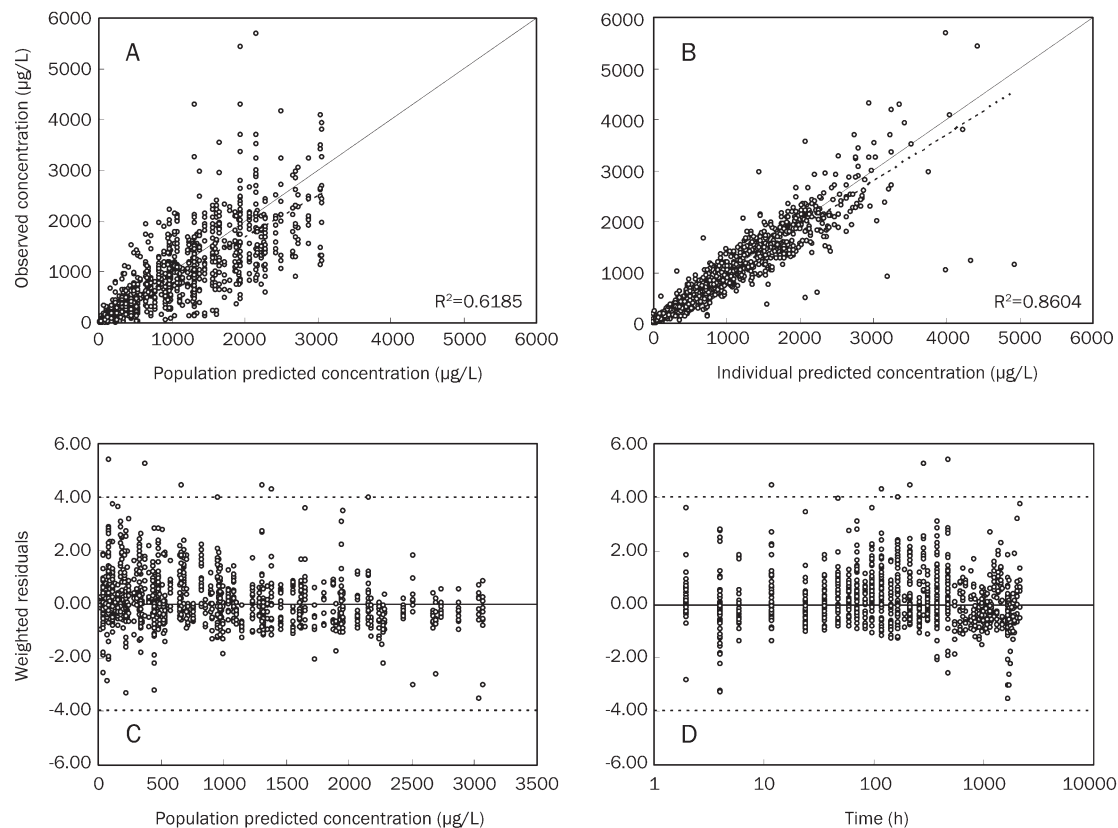 6000
5000
4000
3000
2000
1000
0
Observed concentration (µg/L)
A
R²=0.6185
0 1000 2000 3000 4000 5000 6000
Population predicted concentration (µg/L)
6000
5000
4000
3000
2000
1000
0
B
R²=0.8604
0 1000 2000 3000 4000 5000 6000
Individual predicted concentration (µg/L)
6.00
4.00
2.00
0.00
-2.00
-4.00
-6.00
Weighted residuals
C
0 500 1000 1500 2000 2500 3000 3500
Population predicted concentration (µg/L)
6.00
4.00
2.00
0.00
-2.00
-4.00
-6.00
D
1 10 100 1000 10000
Time (h)